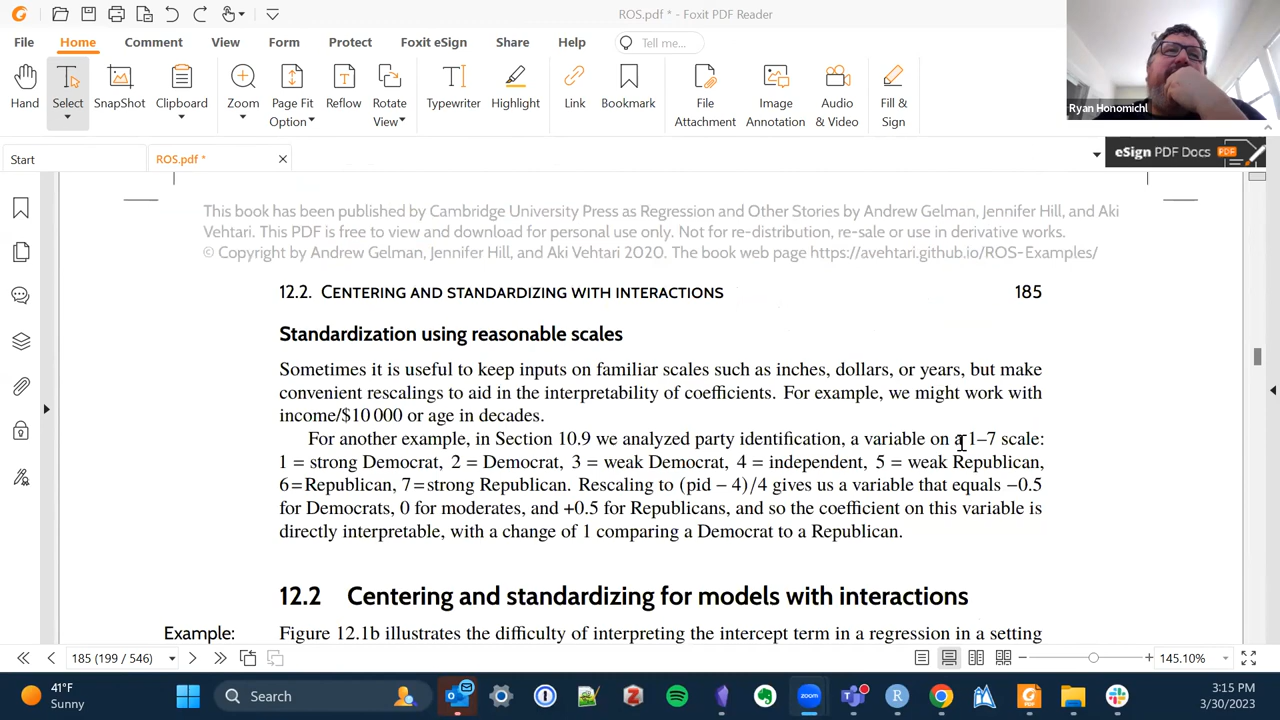 ROS.pdf * - Foxit PDF Reader
File
Home
Comment
View
Form
Protect
Foxit eSign
Share
Help
Tell me...
Hand
Select
SnapShot
Clipboard
Zoom
Page Fit
Option
Reflow
Rotate
View
Typewriter
Highlight
Link
Bookmark
File
Attachment
Image
Annotation
Audio
& Video
Fill &
Sign
Ryan Honomichl
Start
ROS.pdf *
eSign PDF Docs
PDF
This book has been published by Cambridge University Press as Regression and Other Stories by Andrew Gelman, Jennifer Hill, and Aki
Vehtari. This PDF is free to view and download for personal use only. Not for re-distribution, re-sale or use in derivative works.
© Copyright by Andrew Gelman, Jennifer Hill, and Aki Vehtari 2020. The book web page https://avehtari.github.io/ROS-Examples/
12.2. CENTERING AND STANDARDIZING WITH INTERACTIONS 185
Standardization using reasonable scales
Sometimes it is useful to keep inputs on familiar scales such as inches, dollars, or years, but make
convenient rescalings to aid in the interpretability of coefficients. For example, we might work with
income/$10 000 or age in decades.
For another example, in Section 10.9 we analyzed party identification, a variable on a 1–7 scale:
1 = strong Democrat, 2 = Democrat, 3 = weak Democrat, 4 = independent, 5 = weak Republican,
6 = Republican, 7 = strong Republican. Rescaling to (pid − 4)/4 gives us a variable that equals −0.5
for Democrats, 0 for moderates, and +0.5 for Republicans, and so the coefficient on this variable is
directly interpretable, with a change of 1 comparing a Democrat to a Republican.
12.2 Centering and standardizing for models with interactions
Example: Figure 12.1b illustrates the difficulty of interpreting the intercept term in a regression in a setting
185 (199 / 546)
145.10%
41°F
Sunny
Search
zoom
R
3:15 PM
3/30/2023